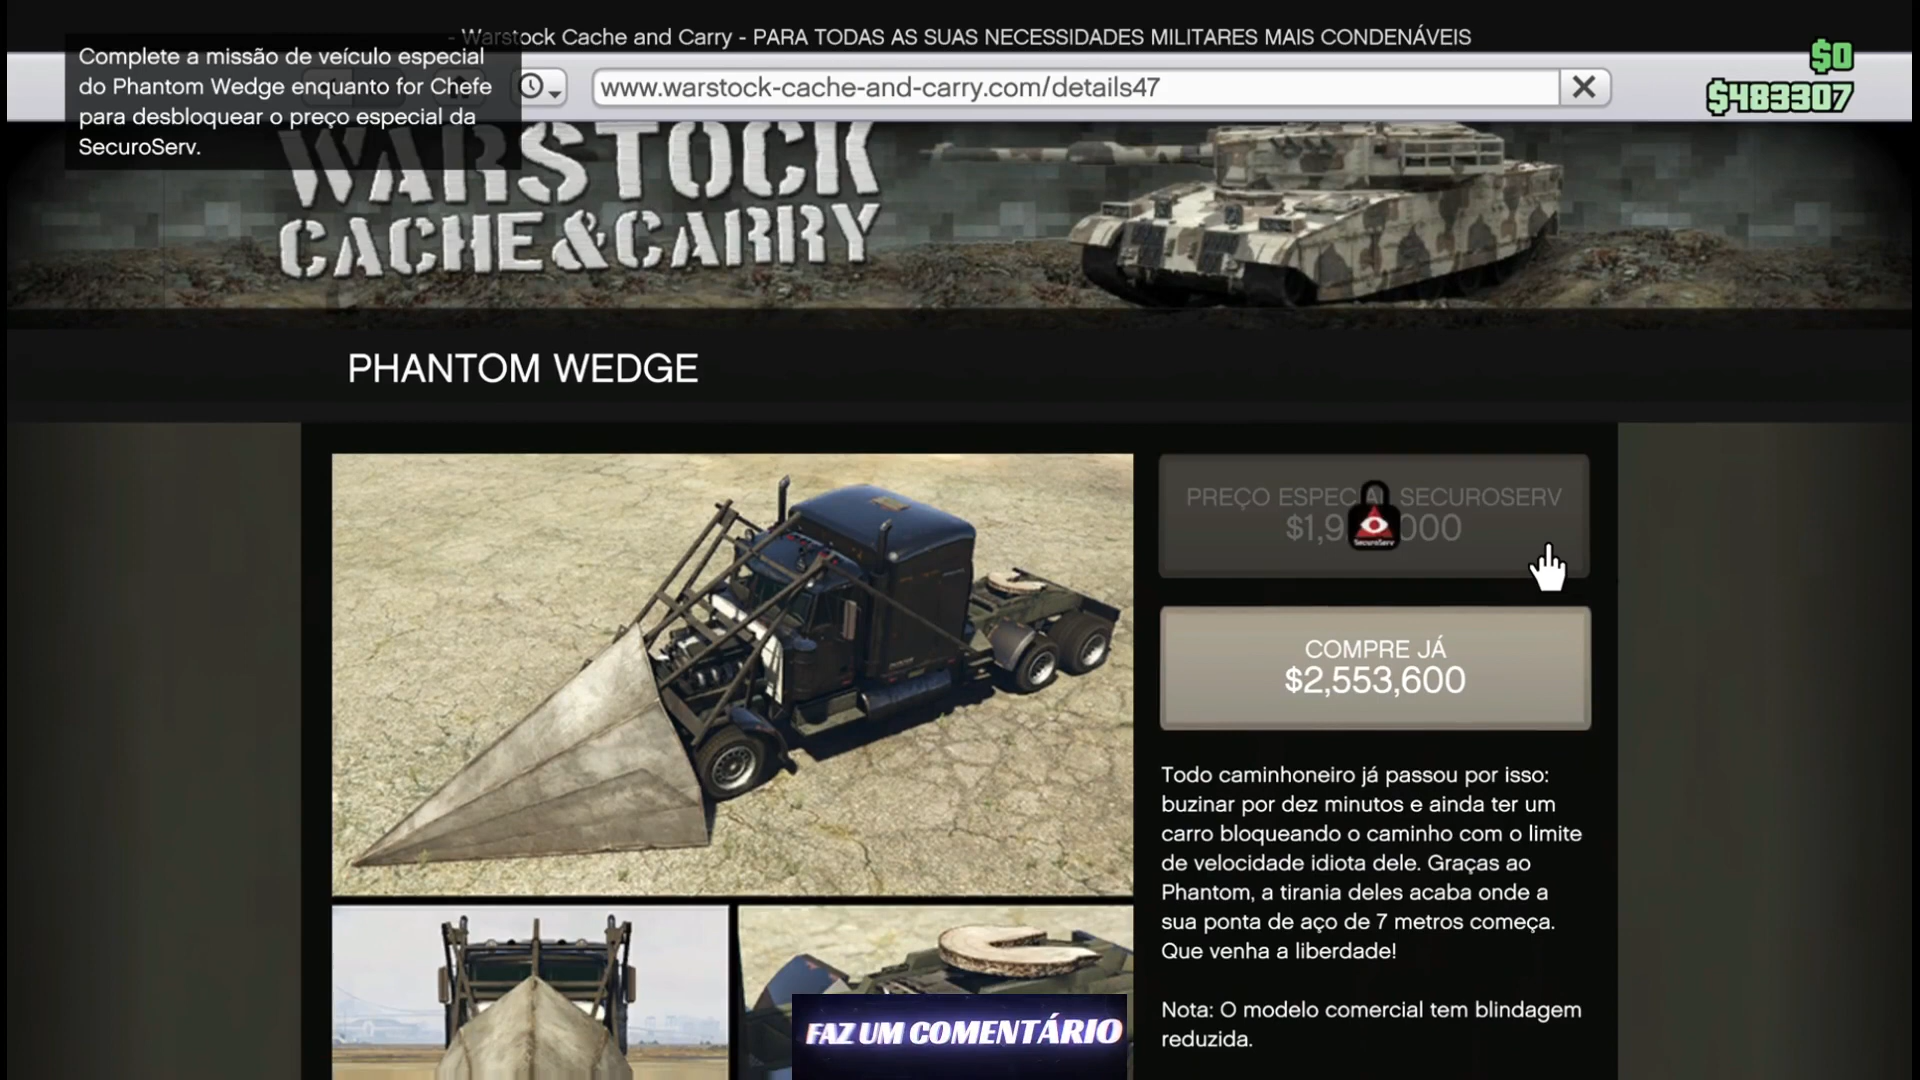 - Warstock Cache and Carry - PARA TODAS AS SUAS NECESSIDADES MILITARES MAIS CONDENÁVEIS
Complete a missão de veículo especial
do Phantom Wedge enquanto for Chefe
para desbloquear o preço especial da
SecuroServ.
www.warstock-cache-and-carry.com/details47
$0
$483307
WARSTOCK
CACHE&CARRY
PHANTOM WEDGE
PREÇO ESPECIAL SECUROSERV
SecuroServ
COMPRE JÁ
$2,553,600
Todo caminhoneiro já passou por isso:
buzinar por dez minutos e ainda ter um
carro bloqueando o caminho com o limite
de velocidade idiota dele. Graças ao
Phantom, a tirania deles acaba onde a
sua ponta de aço de 7 metros começa.
Que venha a liberdade!
Nota: O modelo comercial tem blindagem
reduzida.
FAZ UM COMENTÁRIO